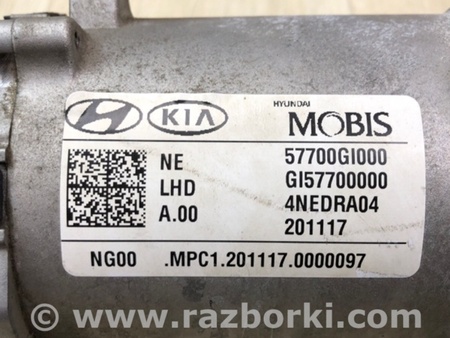 KIA
HYUNDAI
MOBIS
NE 57700GI000
LHD GI57700000
A.00 4NEDRA04
201117
NG00 .MPC1.201117.0000097
© www.razborki.com